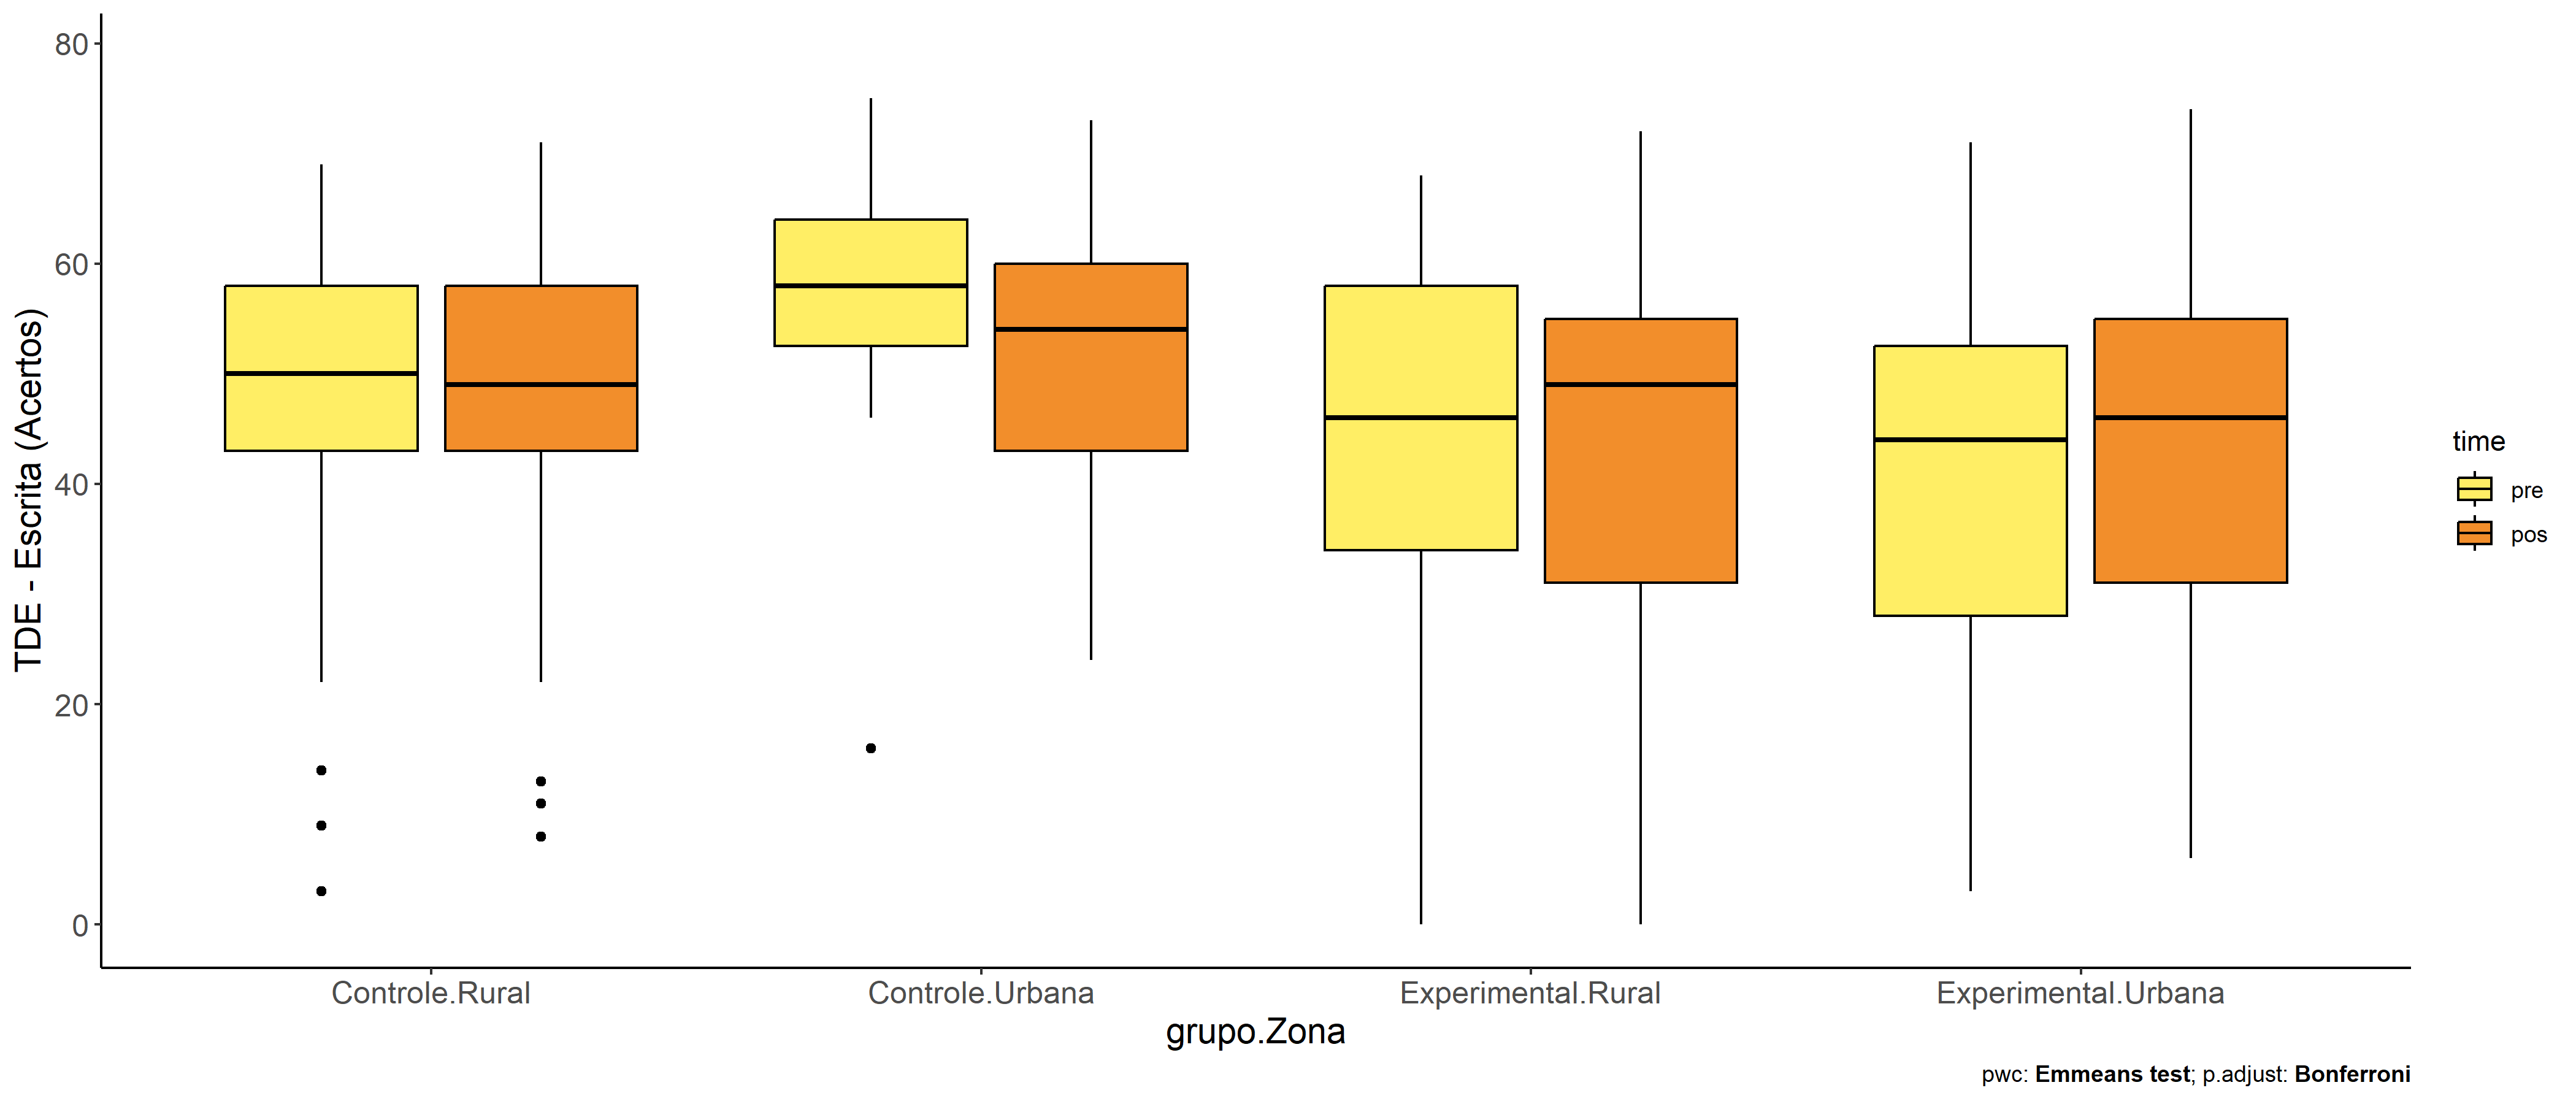 TDE - Escrita (Acertos)
80
60
40
20
0
Controle.Rural
Controle.Urbana
Experimental.Rural
Experimental.Urbana
grupo.Zona
time
pre
pos
pwc: Emmeans test; p.adjust: Bonferroni